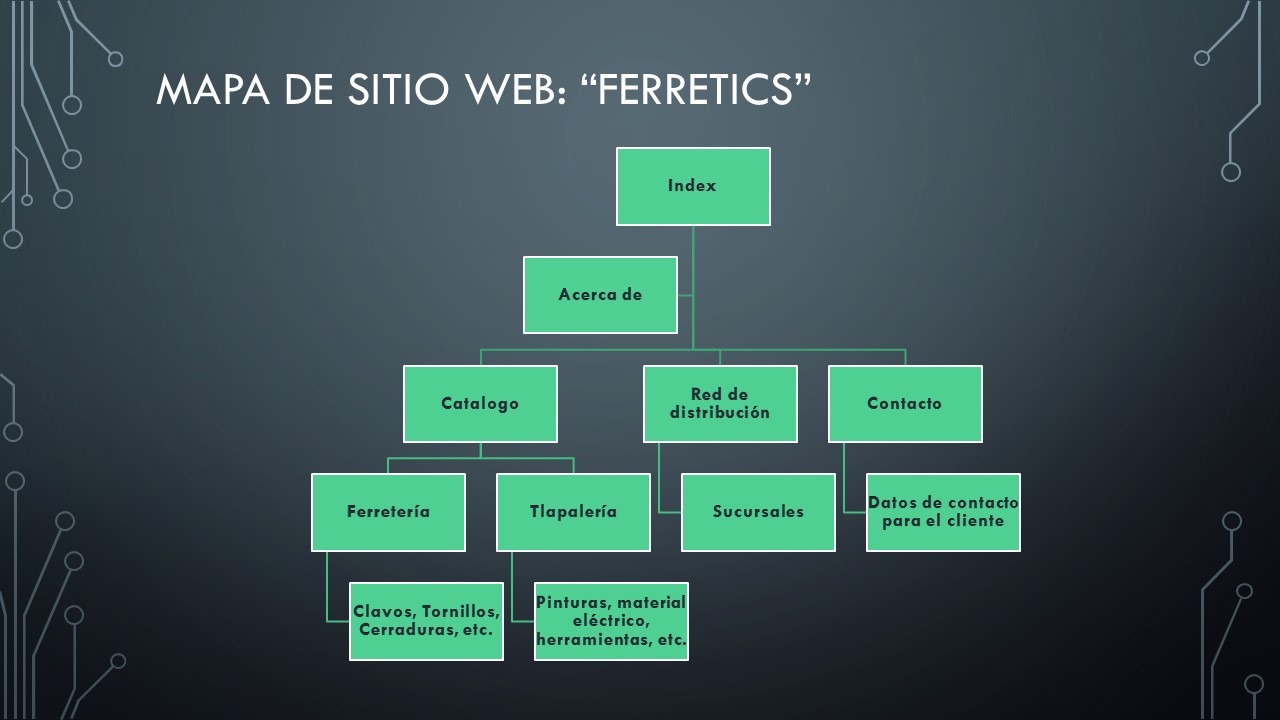 MAPA DE SITIO WEB: “FERRETICS”
Index
Acerca de
Catalogo
Red de
distribución
Contacto
Ferretería
Tlapalería
Sucursales
Datos de contacto
para el cliente
Clavos, Tornillos,
Cerraduras, etc.
Pinturas, material
eléctrico,
herramientas, etc.